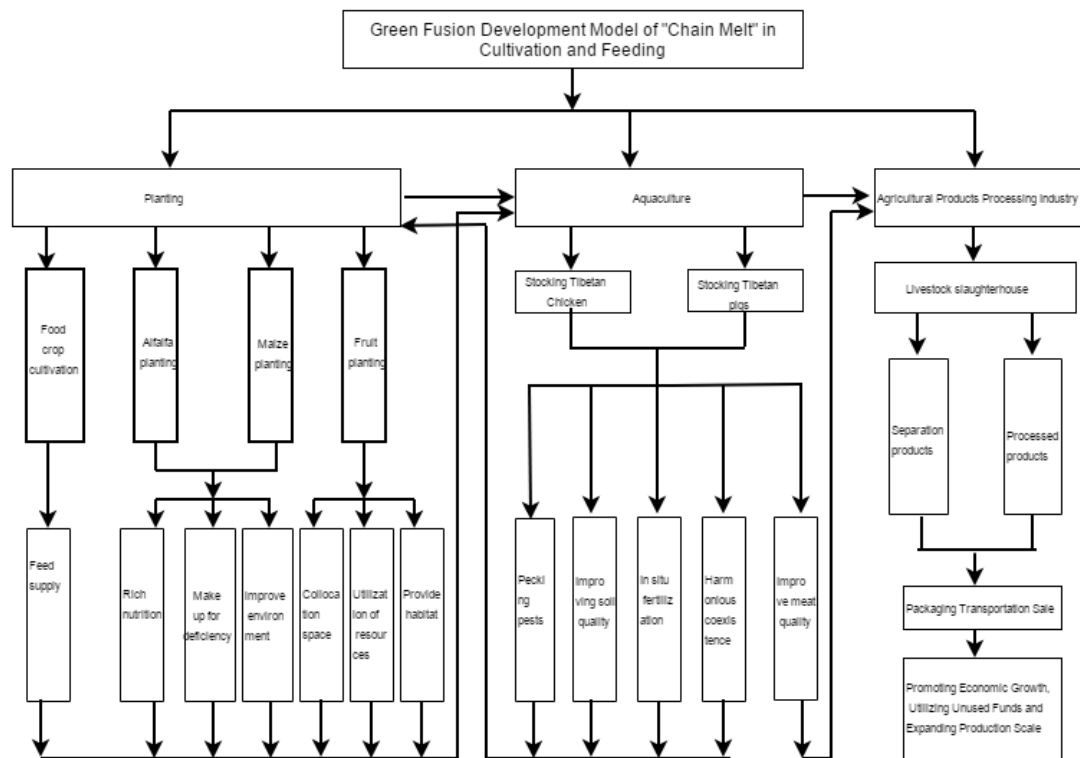 Green Fusion Development Model of "Chain Melt" in
Cultivation and Feeding
Planting
Aquaculture
Agricultural Products Processing Industry
Food
crop
cultivation
Alfalfa
planting
Maize
planting
Fruit
planting
Stocking Tibetan
Chicken
Stocking Tibetan
pigs
Livestock slaughterhouse
Separation
products
Processed
products
Feed
supply
Rich
nutrition
Make
up for
deficiency
Improve
environ
ment
Colloca
tion
space
Utilizat
ion of
resour
ces
Provide
habitat
Pecki
ng
pests
Impro
ving soil
quality
In situ
fertiliz
ation
Har
monious
coexis
tence
Improv
e meat
quality
Packaging Transportation Sale
Promoting Economic Growth,
Utilizing Unused Funds and
Expanding Production Scale